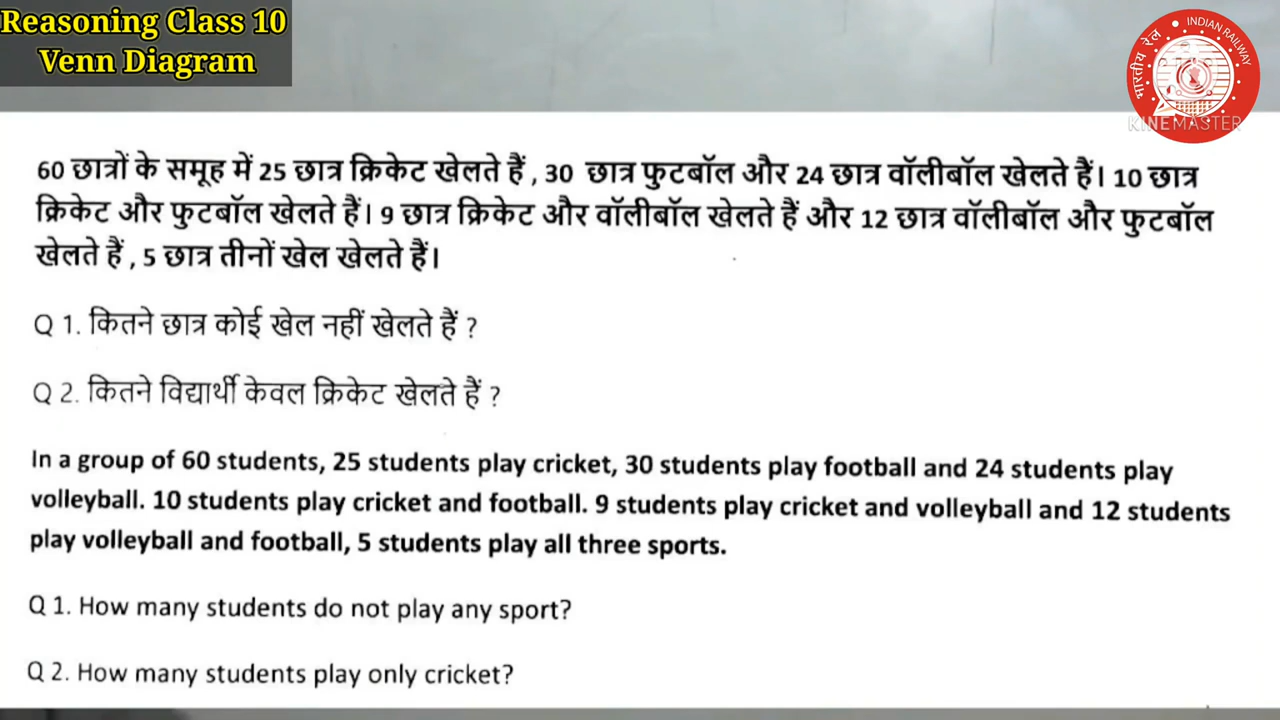 Reasoning Class 10
Venn Diagram
भारतीय रेल
INDIAN RAILWAY
KINEMASTER
60 छात्रों के समूह में 25 छात्र क्रिकेट खेलते हैं , 30 छात्र फुटबॉल और 24 छात्र वॉलीबॉल खेलते हैं। 10 छात्र
क्रिकेट और फुटबॉल खेलते हैं। 9 छात्र क्रिकेट और वॉलीबॉल खेलते हैं और 12 छात्र वॉलीबॉल और फुटबॉल
खेलते हैं , 5 छात्र तीनों खेल खेलते हैं।
Q 1. कितने छात्र कोई खेल नहीं खेलते हैं ?
Q 2. कितने विद्यार्थी केवल क्रिकेट खेलते हैं ?
In a group of 60 students, 25 students play cricket, 30 students play football and 24 students play
volleyball. 10 students play cricket and football. 9 students play cricket and volleyball and 12 students
play volleyball and football, 5 students play all three sports.
Q 1. How many students do not play any sport?
Q 2. How many students play only cricket?